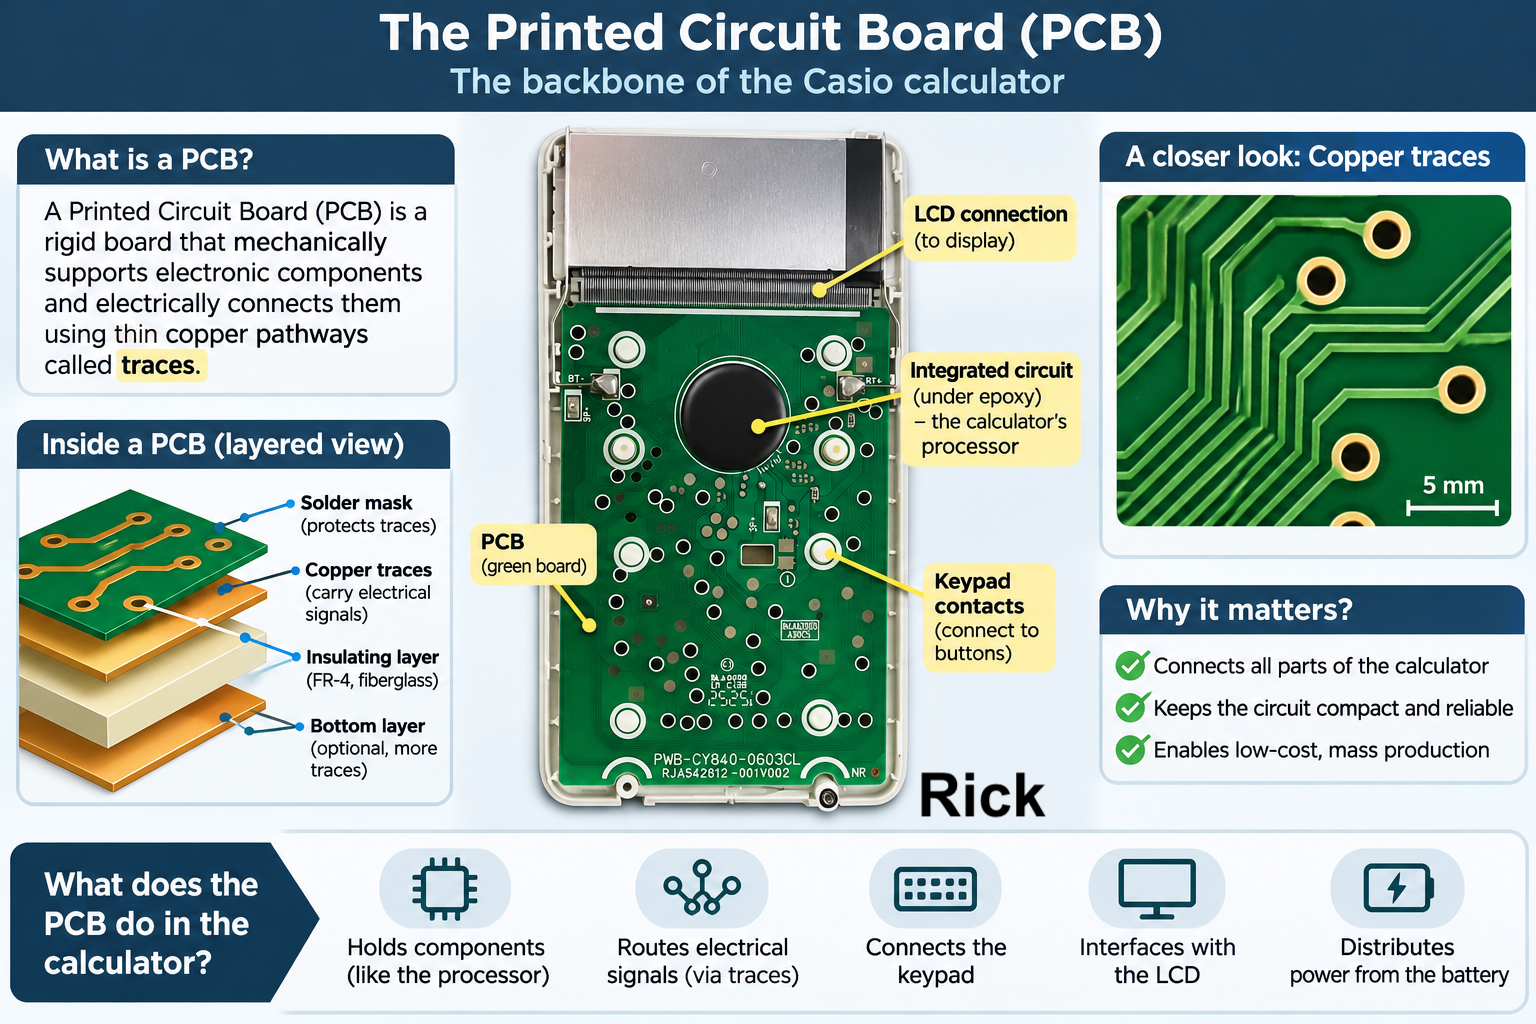 The Printed Circuit Board (PCB)
The backbone of the Casio calculator
What is a PCB?
A Printed Circuit Board (PCB) is a
rigid board that mechanically
supports electronic components
and electrically connects them
using thin copper pathways
called traces.
Inside a PCB (layered view)
Solder mask
(protects traces)
Copper traces
(carry electrical
signals)
Insulating layer
(FR-4, fiberglass)
Bottom layer
(optional, more
traces)
LCD connection
(to display)
Integrated circuit
(under epoxy)
– the calculator's
processor
PCB
(green board)
Keypad
contacts
(connect to
buttons)
BT-
RT+
PWB-CY840-0603CL
RJA542812-001V002
NR
Rick
A closer look: Copper traces
5 mm
Why it matters?
Connects all parts of the calculator
Keeps the circuit compact and reliable
Enables low-cost, mass production
What does the
PCB do in the
calculator?
Holds components
(like the processor)
Routes electrical
signals (via traces)
Connects the
keypad
Interfaces with
the LCD
Distributes
power from the battery